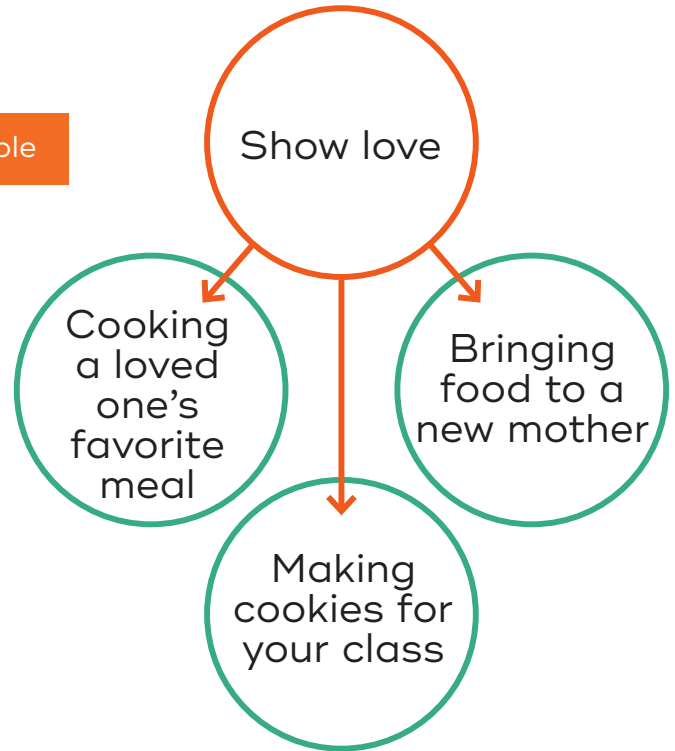 Show love
Cooking
a loved
one’s
favorite
meal
Bringing
food to a
new mother
Making
cookies for
your class